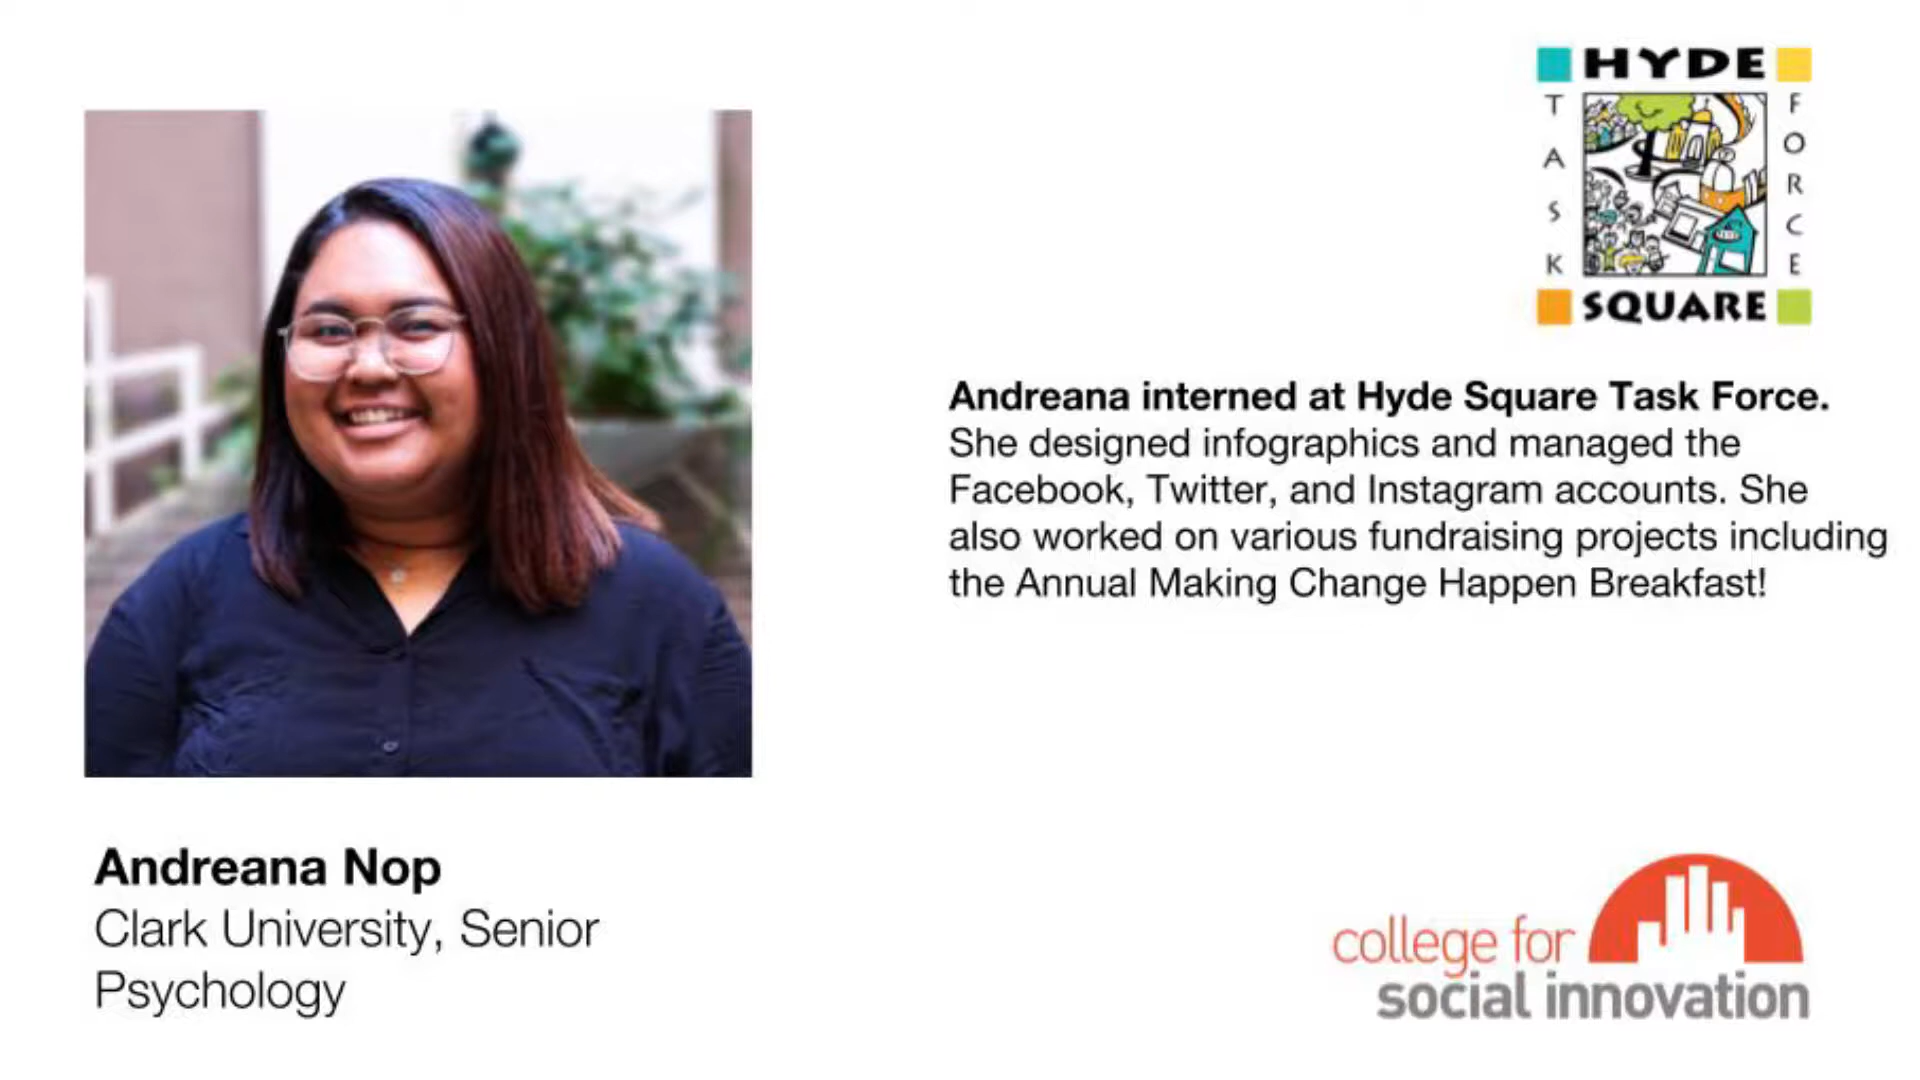 HYDE
TASK
FORCE
SQUARE
Andreana interned at Hyde Square Task Force.
She designed infographics and managed the
Facebook, Twitter, and Instagram accounts. She
also worked on various fundraising projects including
the Annual Making Change Happen Breakfast!
Andreana Nop
Clark University, Senior
Psychology
college for
social innovation